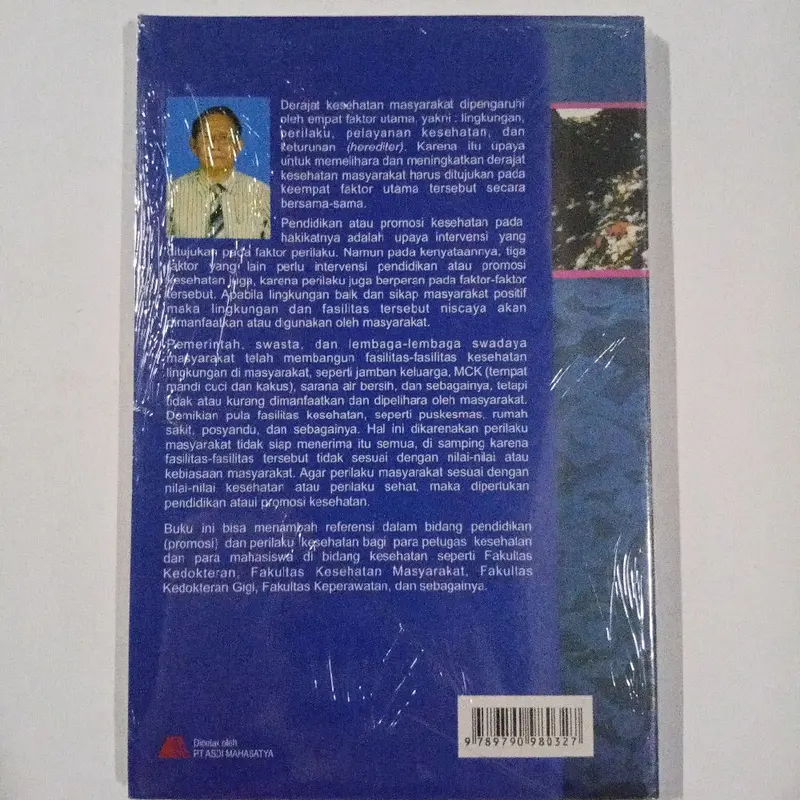 Derajat kesehatan masyarakat dipengaruhi
oleh empat faktor utama, yakni : lingkungan,
perilaku, pelayanan kesehatan, dan
keturunan (herediter). Karena itu upaya
untuk memelihara dan meningkatkan derajat
kesehatan masyarakat harus ditujukan pada
keempat faktor utama tersebut secara
bersama-sama.
Pendidikan atau promosi kesehatan pada
hakikatnya adalah upaya intervensi yang
ditujukan pada faktor perilaku. Namun pada kenyataannya, tiga
faktor yang lain perlu intervensi pendidikan atau promosi
kesehatan juga, karena perilaku juga berperan pada faktor-faktor
tersebut. Apabila lingkungan baik dan sikap masyarakat positif
maka lingkungan dan fasilitas tersebut niscaya akan
dimanfaatkan atau digunakan oleh masyarakat.
Pemerintah, swasta, dan lembaga-lembaga swadaya
masyarakat telah membangun fasilitas-fasilitas kesehatan
lingkungan di masyarakat, seperti jamban keluarga, MCK (tempat
mandi cuci dan kakus), sarana air bersih, dan sebagainya, tetapi
tidak atau kurang dimanfaatkan dan dipelihara oleh masyarakat.
Demikian pula fasilitas kesehatan, seperti puskesmas, rumah
sakit, posyandu, dan sebagainya. Hal ini dikarenakan perilaku
masyarakat tidak siap menerima itu semua, di samping karena
fasilitas-fasilitas tersebut tidak sesuai dengan nilai-nilai atau
kebiasaan masyarakat. Agar perilaku masyarakat sesuai dengan
nilai-nilai kesehatan atau perilaku sehat, maka diperlukan
pendidikan ataui promosi kesehatan.
Buku ini bisa menambah referensi dalam bidang pendidikan
(promosi) dan perilaku kesehatan bagi para petugas kesehatan
dan para mahasiswa di bidang kesehatan seperti Fakultas
Kedokteran, Fakultas Kesehatan Masyarakat, Fakultas
Kedokteran Gigi, Fakultas Keperawatan, dan sebagainya.
Dicetak oleh
PT ASDI MAHASATYA
9 789790 980327